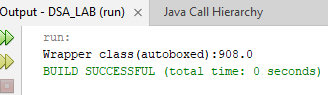 Output - DSA_LAB (run) × Java Call Hierarchy
run:
Wrapper class(autoboxed):908.0
BUILD SUCCESSFUL (total time: 0 seconds)